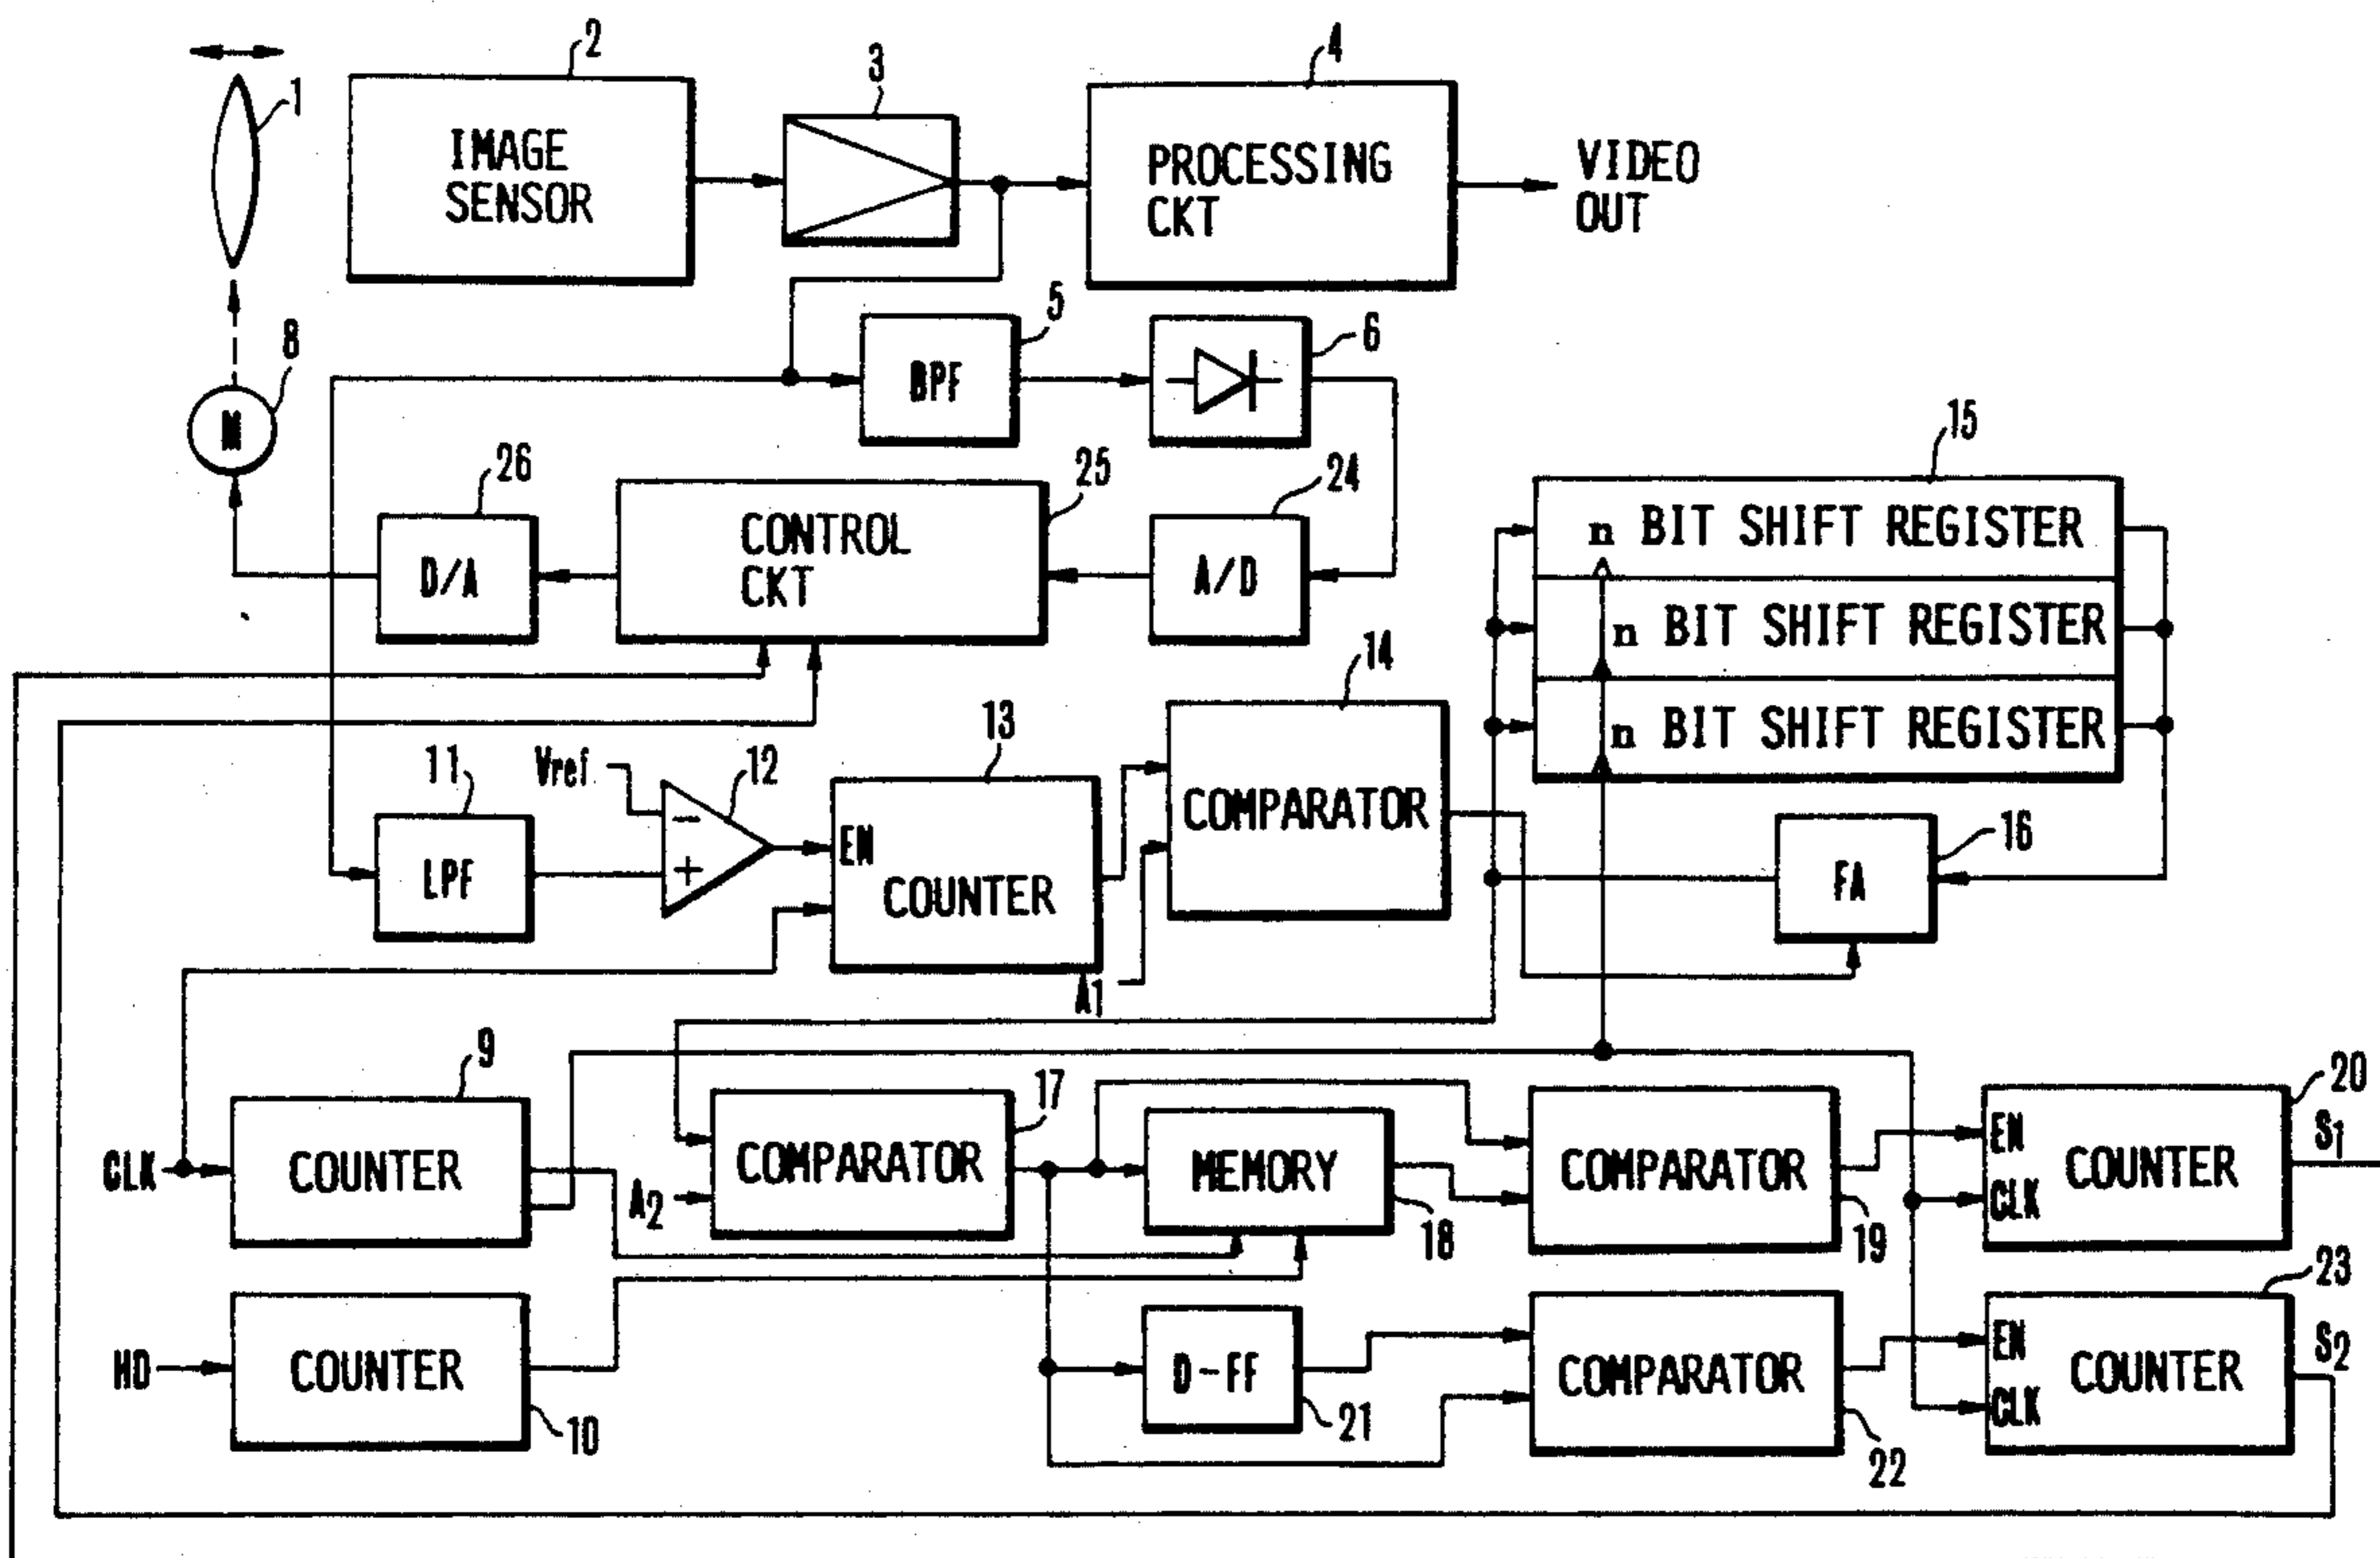 1
2
3
4
IMAGE
SENSOR
PROCESSING
CKT
VIDEO
OUT
8
M
5
BPF
6
26
D/A
25
CONTROL
CKT
24
A/D
15
n BIT SHIFT REGISTER
n BIT SHIFT REGISTER
n BIT SHIFT REGISTER
11
LPF
Vref
12
-
+
13
EN
COUNTER
14
COMPARATOR
A1
16
FA
9
CLK
COUNTER
17
COMPARATOR
A2
MEMORY
18
COMPARATOR
19
20
EN
CLK
COUNTER
S1
HD
COUNTER
10
D-FF
21
COMPARATOR
22
23
EN
CLK
COUNTER
S2